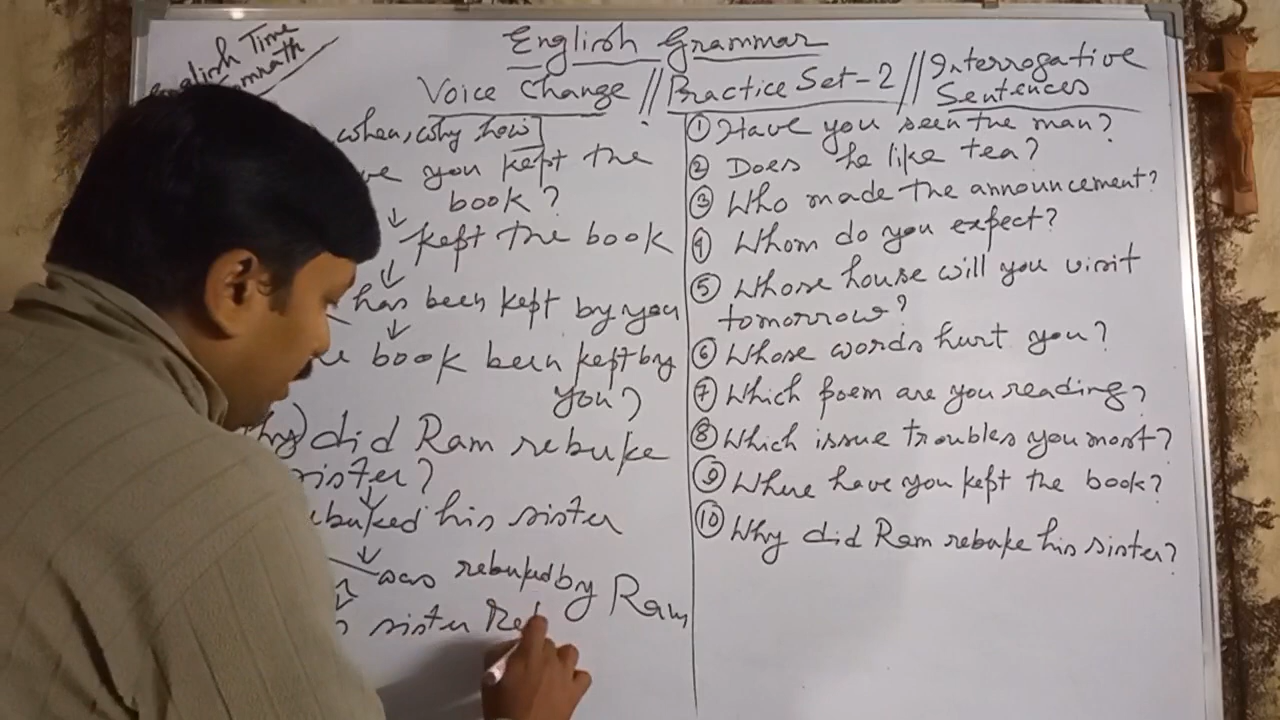 English Time
English Grammar
Voice Change // Practice Set-2 // Interrogative Sentences
when, why how]
you kept the
book?
kept the book
has been kept by you
book been kept by
you?
did Ram rebuke
sister?
his sister
was rebuked by Ram
sister
① Have you seen the man?
② Does he like tea?
③ Who made the announcement?
④ Whom do you expect?
⑤ Whose house will you visit
tomorrow?
⑥ Whose words hurt you?
⑦ Which poem are you reading?
⑧ Which issue troubles you most?
⑨ Where have you kept the book?
⑩ Why did Ram rebuke his sister?